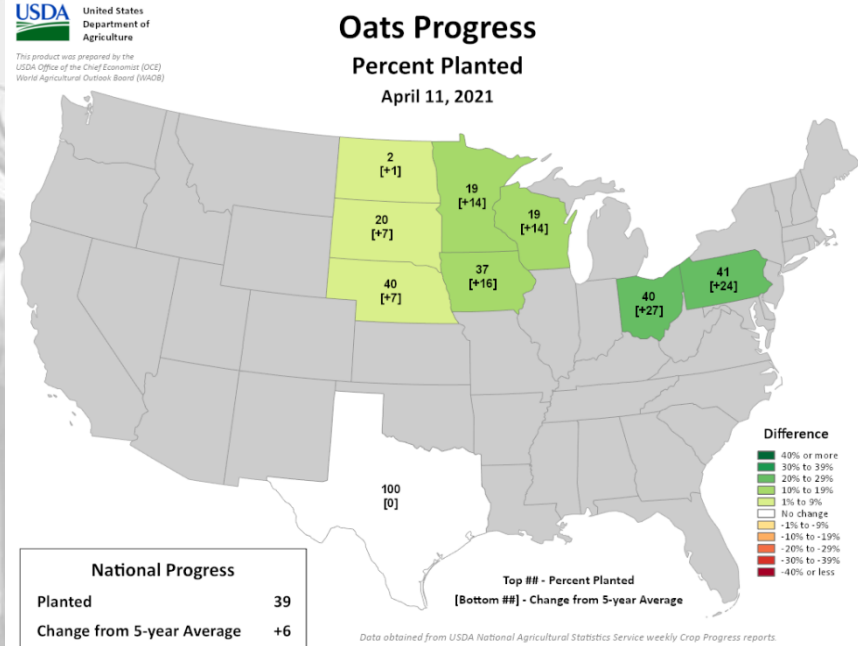 USDA
United States
Department of
Agriculture
This product was prepared by the
USDA Office of the Chief Economist (OCE)
World Agricultural Outlook Board (WAOB)
Oats Progress
Percent Planted
April 11, 2021
2
[+1]
19
[+14]
19
[+14]
20
[+7]
40
[+7]
37
[+16]
40
[+27]
41
[+24]
100
[0]
Difference
40% or more
30% to 39%
20% to 29%
10% to 19%
1% to 9%
No change
-1% to -9%
-10% to -19%
-20% to -29%
-30% to -39%
-40% or less
National Progress
Planted 39
Change from 5-year Average +6
Top ## - Percent Planted
[Bottom ##] - Change from 5-year Average
Data obtained from USDA National Agricultural Statistics Service weekly Crop Progress reports